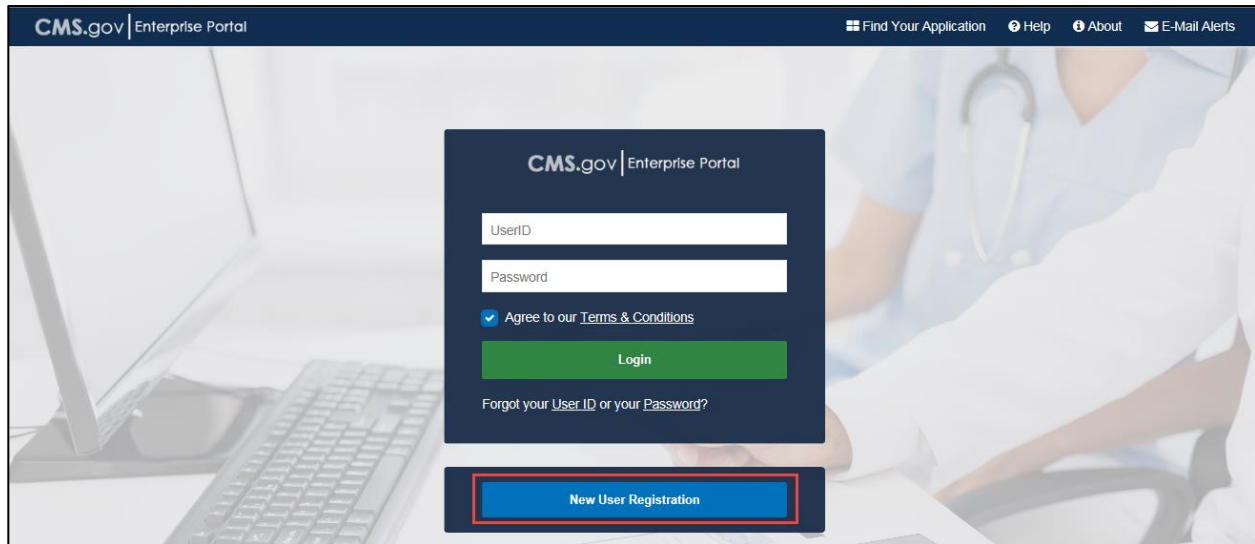 CMS.gov Enterprise Portal
Find Your Application Help About E-Mail Alerts
CMS.gov Enterprise Portal
UserID
Password
Agree to our Terms & Conditions
Login
Forgot your User ID or your Password?
New User Registration